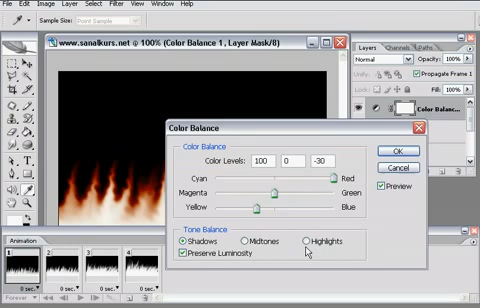 File Edit Image Layer Select Filter View Window Help
Sample Size: Point Sample
www.sanalkurs.net @ 100% (Color Balance 1, Layer Mask/8)
Layers Channels Paths
Normal Opacity: 100%
Unify: Propagate Frame 1
Lock: Fill: 100%
Color Balanc...
Color Balance
Color Balance
Color Levels: 100 0 -30
Cyan Red
Magenta Green
Yellow Blue
OK
Cancel
Preview
Tone Balance
Shadows Midtones Highlights
Preserve Luminosity
Animation
1 2 3 4
0 sec. 0 sec. 0 sec. 0 sec.
Forever